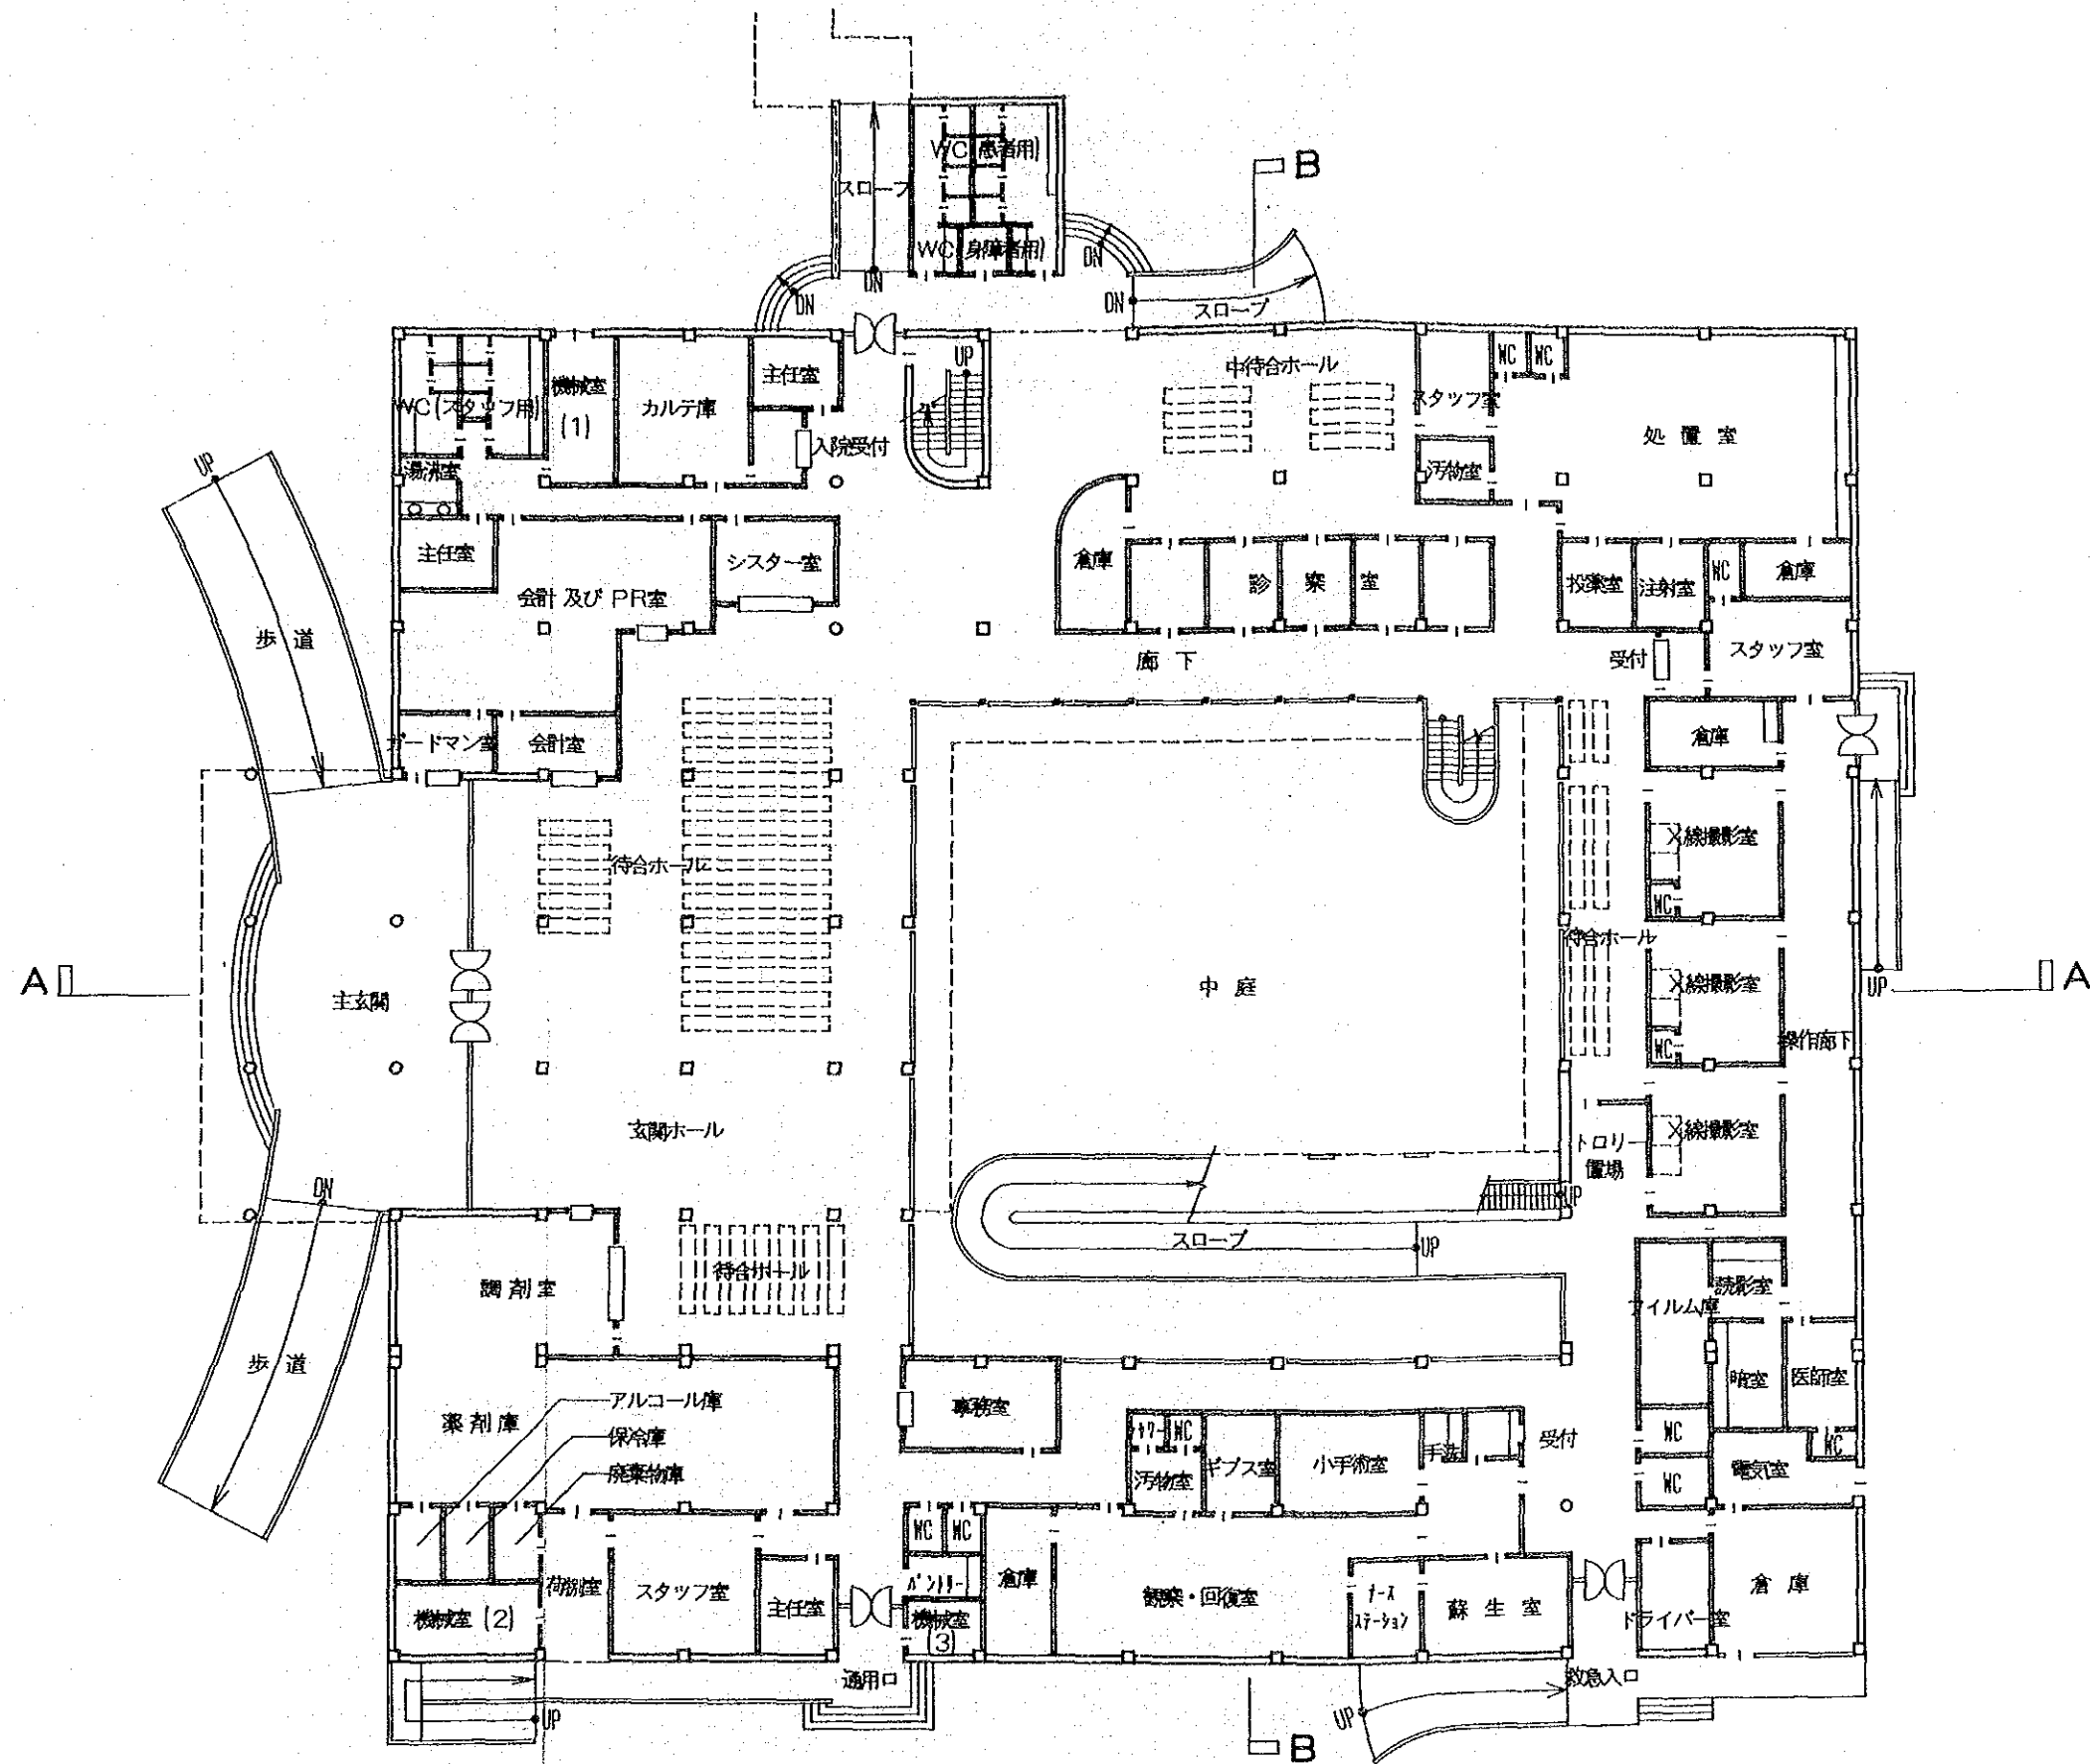 WC(患者用)
スロープ
B
WC(身障者用)
DN
DN
DN
DN
スロープ
UP
主任室
機械室
(1)
カルテ庫
WC(スタッフ用)
入院受付
中待合ホール
スタッフ室
WC
WC
処置室
汚物室
UP
湯沸室
主任室
シスター室
会計及びPR室
倉庫
診察室
投薬室
注射室
WC
倉庫
歩道
廊下
受付
スタッフ室
ガードマン室
会計室
倉庫
待合ホール
X線撮影室
WC
待合ホール
A
主玄関
中庭
X線撮影室
UP
A
WC
操作廊下
玄関ホール
トロリー
置場
X線撮影室
DN
UP
スロープ
UP
調剤室
待合ホール
フィルム庫
読影室
歩道
暗室
医師室
アルコール庫
薬剤庫
保冷庫
廃棄物庫
事務室
シャワー
WC
汚物室
ギプス室
小手術室
手洗
受付
WC
WC
電気室
WC
WC
WC
パントリー
倉庫
荷捌室
スタッフ室
主任室
機械室
(3)
観察・回復室
ナース
ステーション
蘇生室
ドライバー室
倉庫
機械室(2)
通用口
救急入口
UP
UP
B